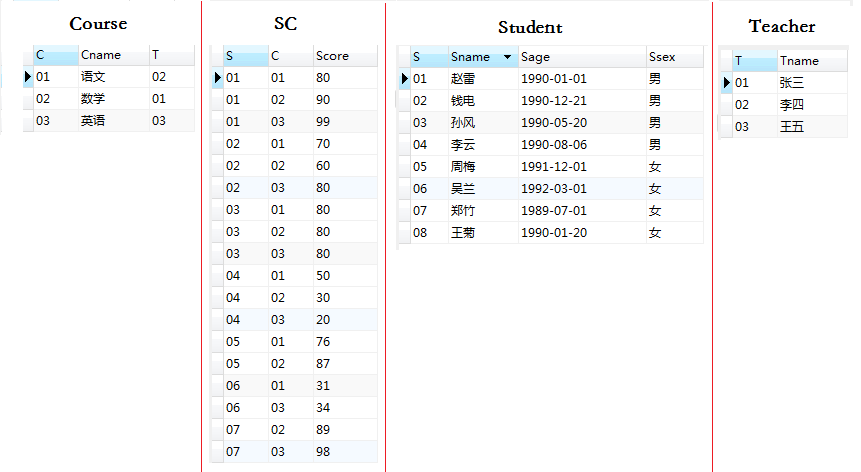 Course
C Cname T
01 语文 02
02 数学 01
03 英语 03
SC
S C Score
01 01 80
01 02 90
01 03 99
02 01 70
02 02 60
02 03 80
03 01 80
03 02 80
03 03 80
04 01 50
04 02 30
04 03 20
05 01 76
05 02 87
06 01 31
06 03 34
07 02 89
07 03 98
Student
S Sname Sage Ssex
01 赵雷 1990-01-01 男
02 钱电 1990-12-21 男
03 孙风 1990-05-20 男
04 李云 1990-08-06 男
05 周梅 1991-12-01 女
06 吴兰 1992-03-01 女
07 郑竹 1989-07-01 女
08 王菊 1990-01-20 女
Teacher
T Tname
01 张三
02 李四
03 王五